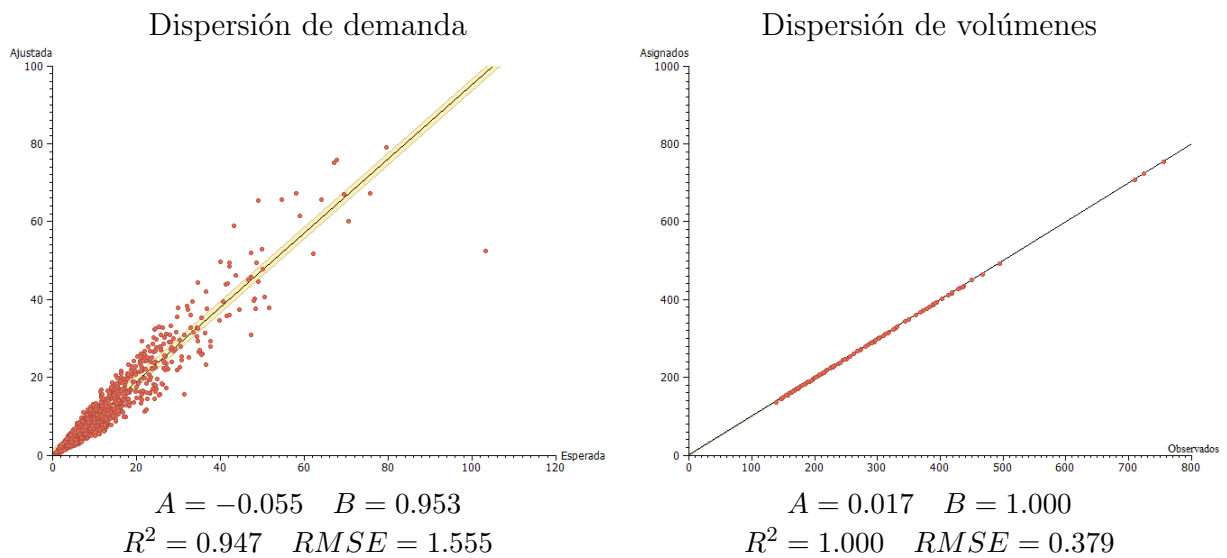 Dispersión de demanda
Ajustada
100
80
60
40
20
0
0 20 40 60 80 100 120
Esperada
A = −0.055 B = 0.953
R² = 0.947 RMSE = 1.555
Dispersión de volúmenes
Asignados
1000
800
600
400
200
0
0 100 200 300 400 500 600 700 800
Observados
A = 0.017 B = 1.000
R² = 1.000 RMSE = 0.379